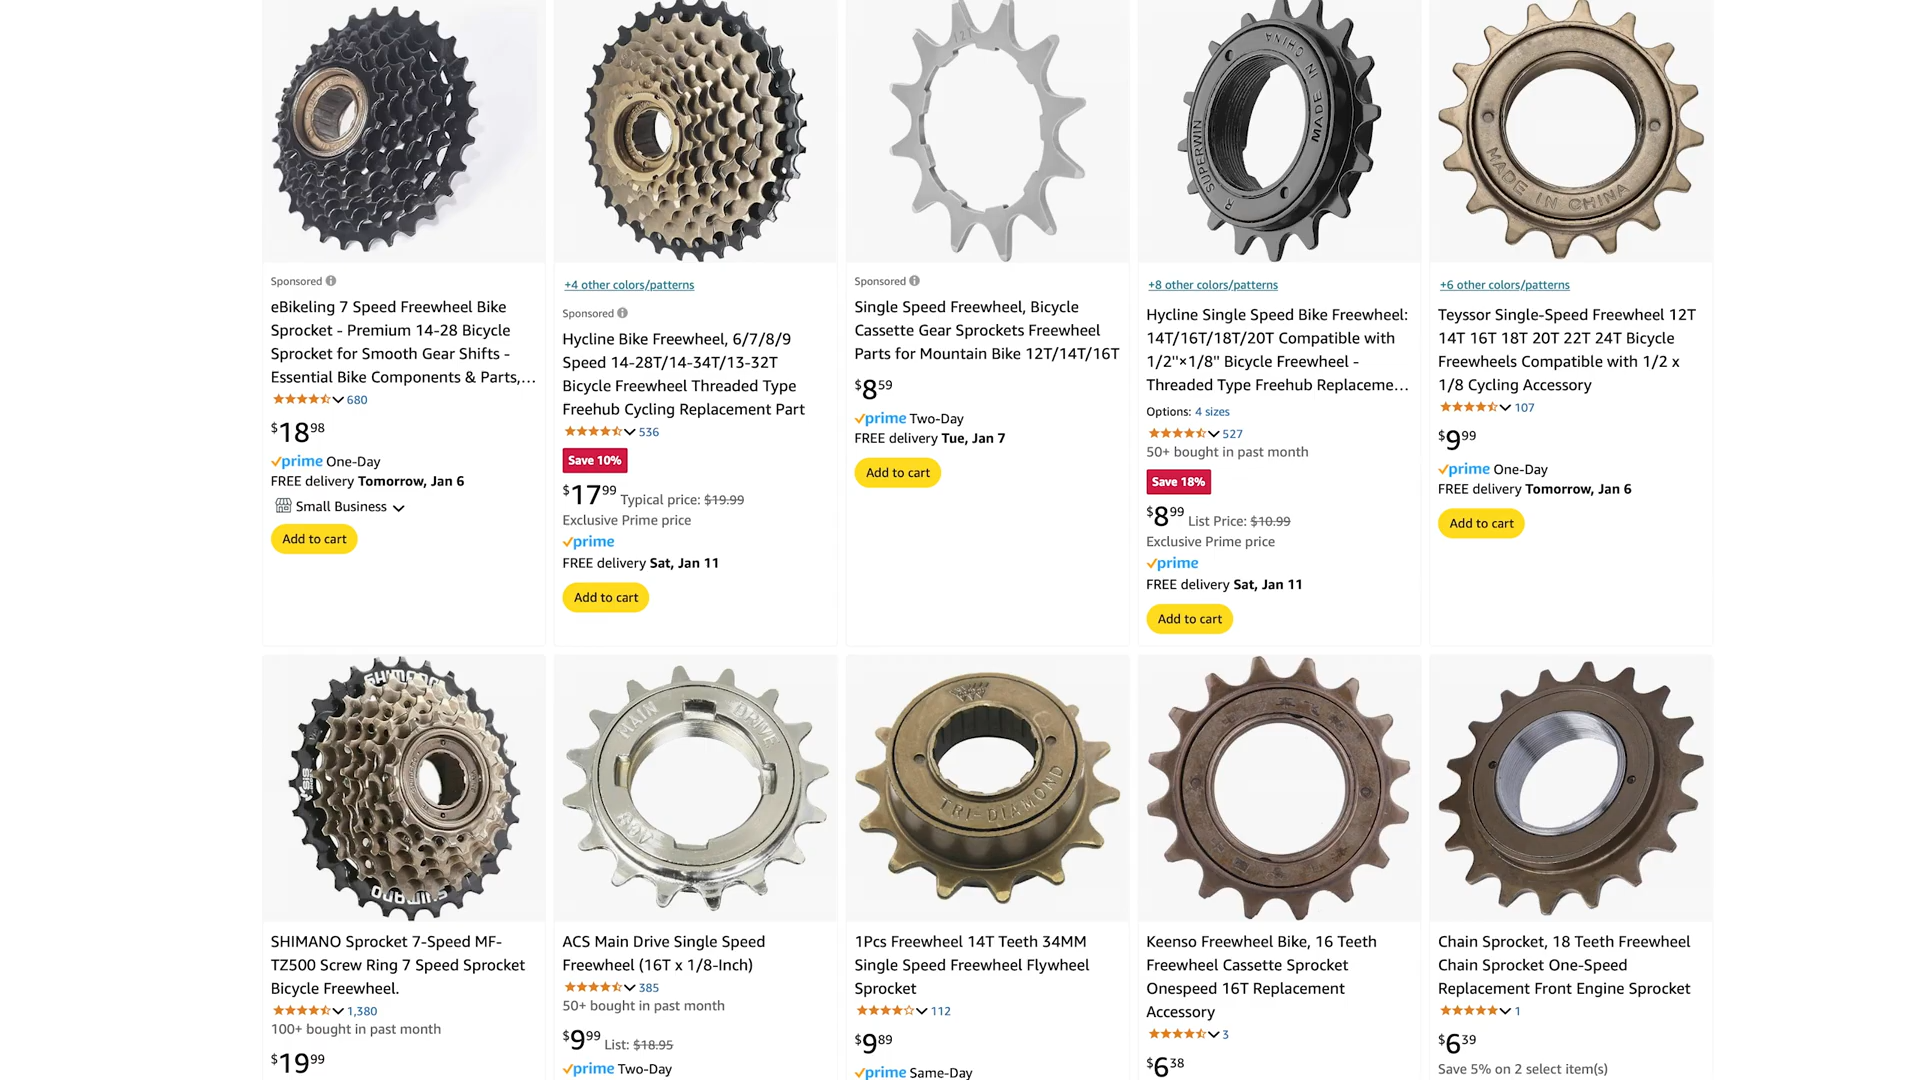 12T
SUPERWIN
MADE
IN CHINA
R
MADE IN CHINA
Sponsored
eBikeling 7 Speed Freewheel Bike
Sprocket - Premium 14-28 Bicycle
Sprocket for Smooth Gear Shifts -
Essential Bike Components & Parts,…
680
$18 98
prime One-Day
FREE delivery Tomorrow, Jan 6
Small Business
Add to cart
+4 other colors/patterns
Sponsored
Hycline Bike Freewheel, 6/7/8/9
Speed 14-28T/14-34T/13-32T
Bicycle Freewheel Threaded Type
Freehub Cycling Replacement Part
536
Save 10%
$17 99 Typical price: $19.99
Exclusive Prime price
prime
FREE delivery Sat, Jan 11
Add to cart
Sponsored
Single Speed Freewheel, Bicycle
Cassette Gear Sprockets Freewheel
Parts for Mountain Bike 12T/14T/16T
$8 59
prime Two-Day
FREE delivery Tue, Jan 7
Add to cart
+8 other colors/patterns
Hycline Single Speed Bike Freewheel:
14T/16T/18T/20T Compatible with
1/2"×1/8" Bicycle Freewheel -
Threaded Type Freehub Replaceme…
Options: 4 sizes
527
50+ bought in past month
Save 18%
$8 99 List Price: $10.99
Exclusive Prime price
prime
FREE delivery Sat, Jan 11
Add to cart
+6 other colors/patterns
Teyssor Single-Speed Freewheel 12T
14T 16T 18T 20T 22T 24T Bicycle
Freewheels Compatible with 1/2 x
1/8 Cycling Accessory
107
$9 99
prime One-Day
FREE delivery Tomorrow, Jan 6
Add to cart
SHIMANO
SIS
SHIMANO
MAIN DRIVE
TRI-DIAMOND
SHIMANO Sprocket 7-Speed MF-
TZ500 Screw Ring 7 Speed Sprocket
Bicycle Freewheel.
1,380
100+ bought in past month
$19 99
ACS Main Drive Single Speed
Freewheel (16T x 1/8-Inch)
385
50+ bought in past month
$9 99 List: $18.95
prime Two-Day
1Pcs Freewheel 14T Teeth 34MM
Single Speed Freewheel Flywheel
Sprocket
112
$9 89
prime Same-Day
Keenso Freewheel Bike, 16 Teeth
Freewheel Cassette Sprocket
Onespeed 16T Replacement
Accessory
3
$6 38
Chain Sprocket, 18 Teeth Freewheel
Chain Sprocket One-Speed
Replacement Front Engine Sprocket
1
$6 39
Save 5% on 2 select item(s)